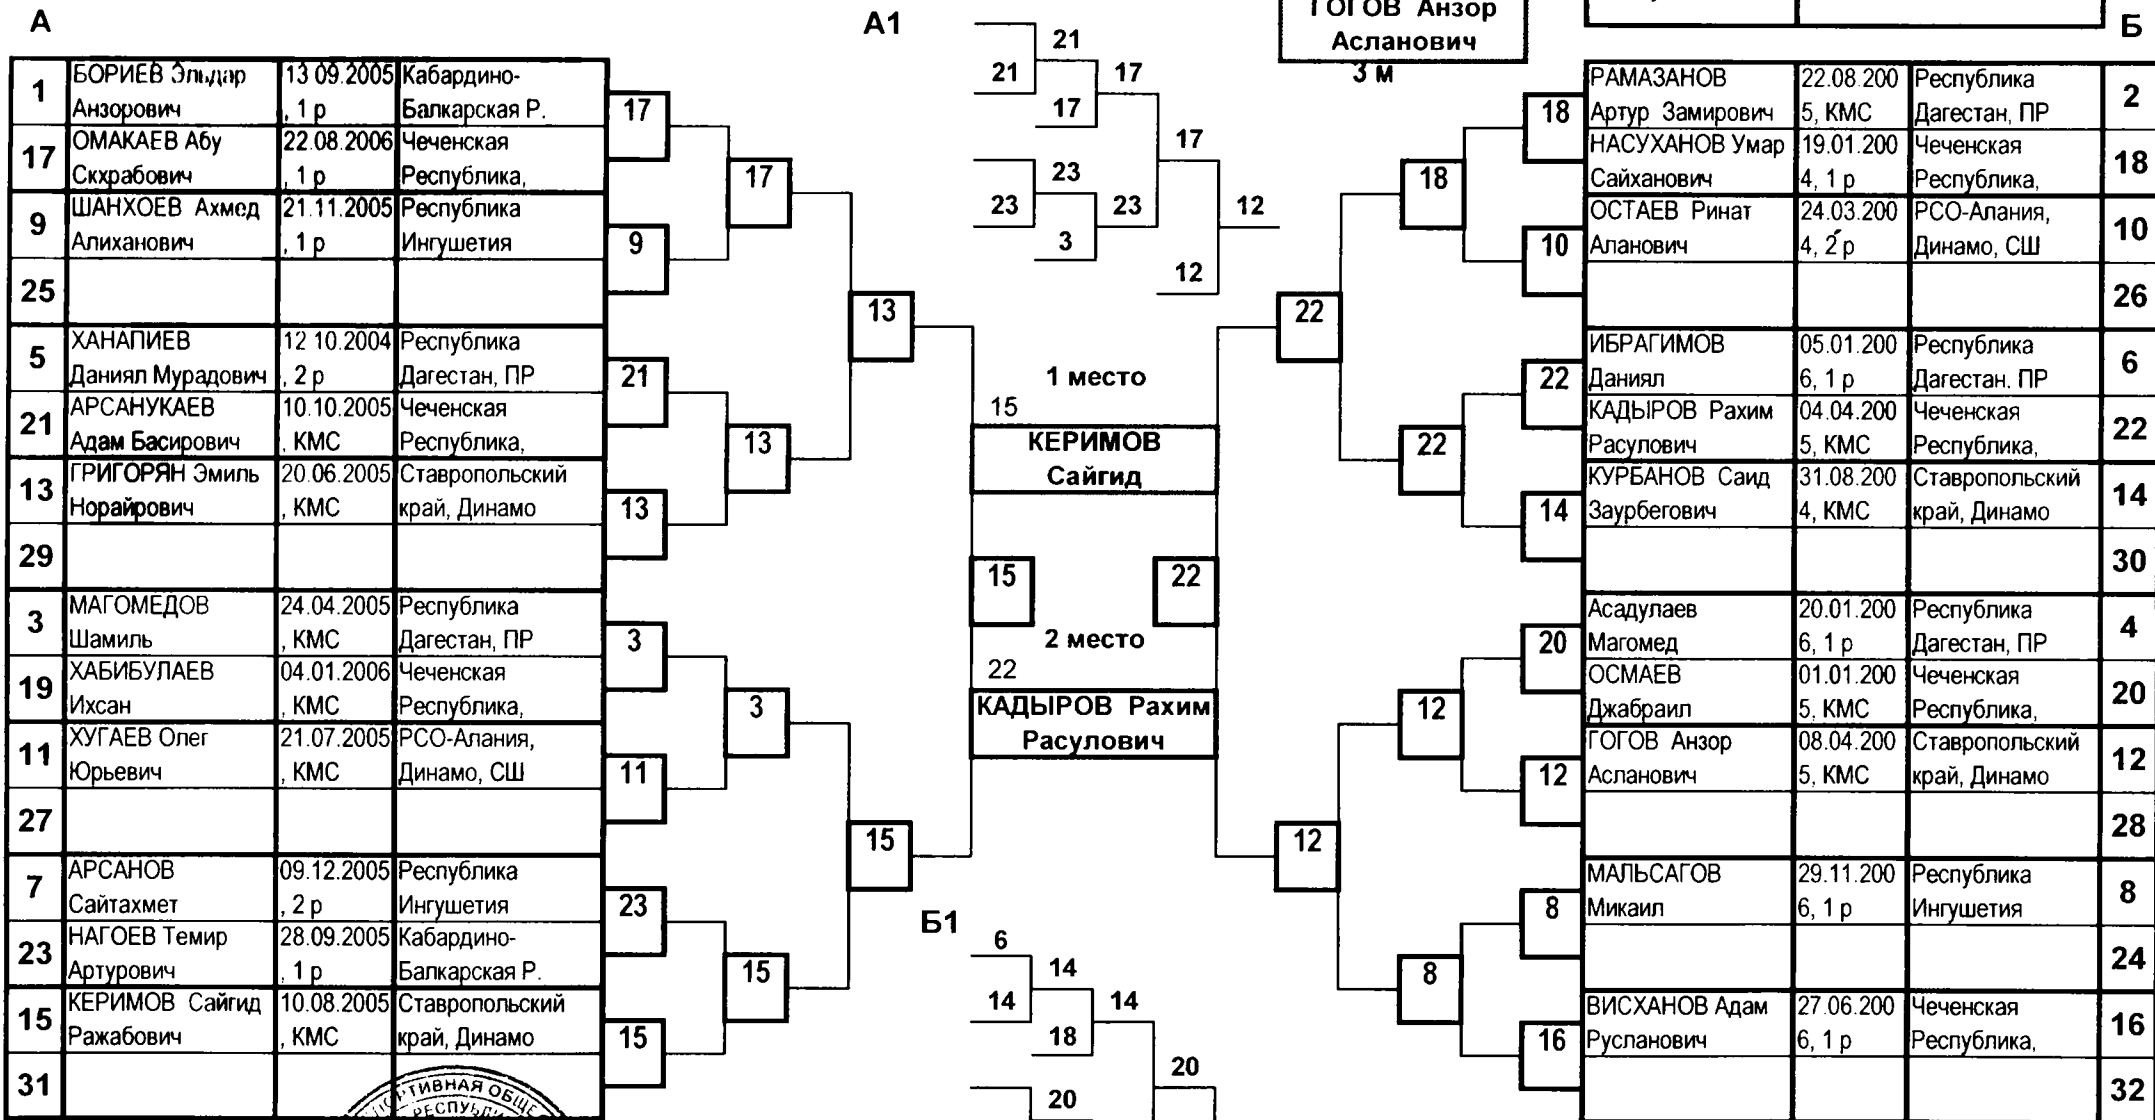 А
А1
ГОГОВ Анзор
Асланович
3 м
Б
1
БОРИЕВ Эльдар
Анзорович
13 09.2005
, 1 р
Кабардино-
Балкарская Р.
17
ОМАКАЕВ Абу
Скхрабович
22.08.2006
, 1 р
Чеченская
Республика,
9
ШАНХОЕВ Ахмед
Алиханович
21.11.2005
, 1 р
Республика
Ингушетия
25
5
ХАНАПИЕВ
Даниял Мурадович
12 10.2004
, 2 р
Республика
Дагестан, ПР
21
АРСАНУКАЕВ
Адам Басирович
10.10.2005
, КМС
Чеченская
Республика,
13
ГРИГОРЯН Эмиль
Норайрович
20.06.2005
, КМС
Ставропольский
край, Динамо
29
3
МАГОМЕДОВ
Шамиль
24.04.2005
, КМС
Республика
Дагестан, ПР
19
ХАБИБУЛАЕВ
Ихсан
04.01.2006
, КМС
Чеченская
Республика,
11
ХУГАЕВ Олег
Юрьевич
21.07.2005
, КМС
РСО-Алания,
Динамо, СШ
27
7
АРСАНОВ
Сайтахмет
09.12.2005
, 2 р
Республика
Ингушетия
23
НАГОЕВ Темир
Артурович
28.09.2005
, 1 р
Кабардино-
Балкарская Р.
15
КЕРИМОВ Сайгид
Ражабович
10.08.2005
, КМС
Ставропольский
край, Динамо
31
17
9
21
13
3
11
23
15
17
13
3
15
13
15
21
21
17
17
17
23
23
23
3
12
12
1 место
15
КЕРИМОВ
Сайгид
15
22
2 место
22
КАДЫРОВ Рахим
Расулович
Б1
6
14
14
14
18
20
20
22
12
18
22
12
8
18
10
22
14
20
12
8
16
РАМАЗАНОВ
Артур Замирович
22.08.200
5, КМС
Республика
Дагестан, ПР
2
НАСУХАНОВ Умар
Сайханович
19.01.200
4, 1 р
Чеченская
Республика,
18
ОСТАЕВ Ринат
Аланович
24.03.200
4, 2 р
РСО-Алания,
Динамо, СШ
10
26
ИБРАГИМОВ
Даниял
05.01.200
6, 1 р
Республика
Дагестан. ПР
6
КАДЫРОВ Рахим
Расулович
04.04.200
5, КМС
Чеченская
Республика,
22
КУРБАНОВ Саид
Заурбегович
31.08.200
4, КМС
Ставропольский
край, Динамо
14
30
Асадулаев
Магомед
20.01.200
6, 1 р
Республика
Дагестан, ПР
4
ОСМАЕВ
Джабраил
01.01.200
5, КМС
Чеченская
Республика,
20
ГОГОВ Анзор
Асланович
08.04.200
5, КМС
Ставропольский
край, Динамо
12
28
МАЛЬСАГОВ
Микаил
29.11.200
6, 1 р
Республика
Ингушетия
8
24
ВИСХАНОВ Адам
Русланович
27.06.200
6, 1 р
Чеченская
Республика,
16
32